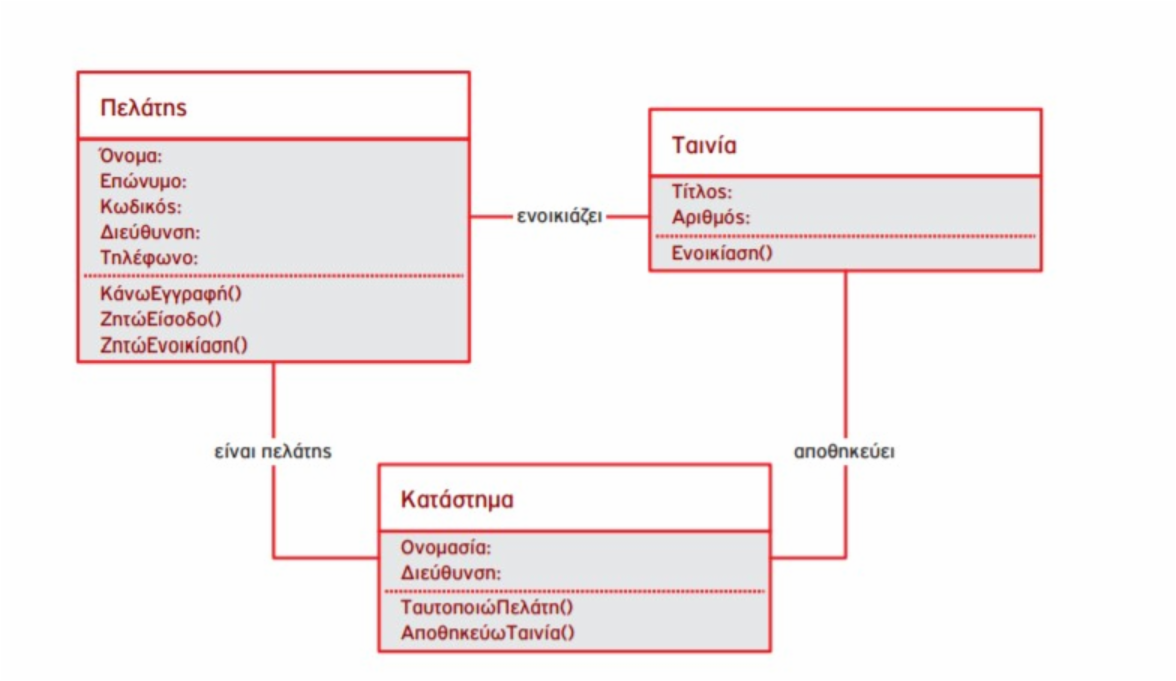 Πελάτης
Όνομα:
Επώνυμο:
Κωδικός:
Διεύθυνση:
Τηλέφωνο:
ΚάνωΕγγραφή()
ΖητώΕίσοδο()
ΖητώΕνοικίαση()
ενοικιάζει
Ταινία
Τίτλος:
Αριθμός:
Ενοικίαση()
είναι πελάτης
αποθηκεύει
Κατάστημα
Ονομασία:
Διεύθυνση:
ΤαυτοποιώΠελάτη()
ΑποθηκεύωΤαινία()